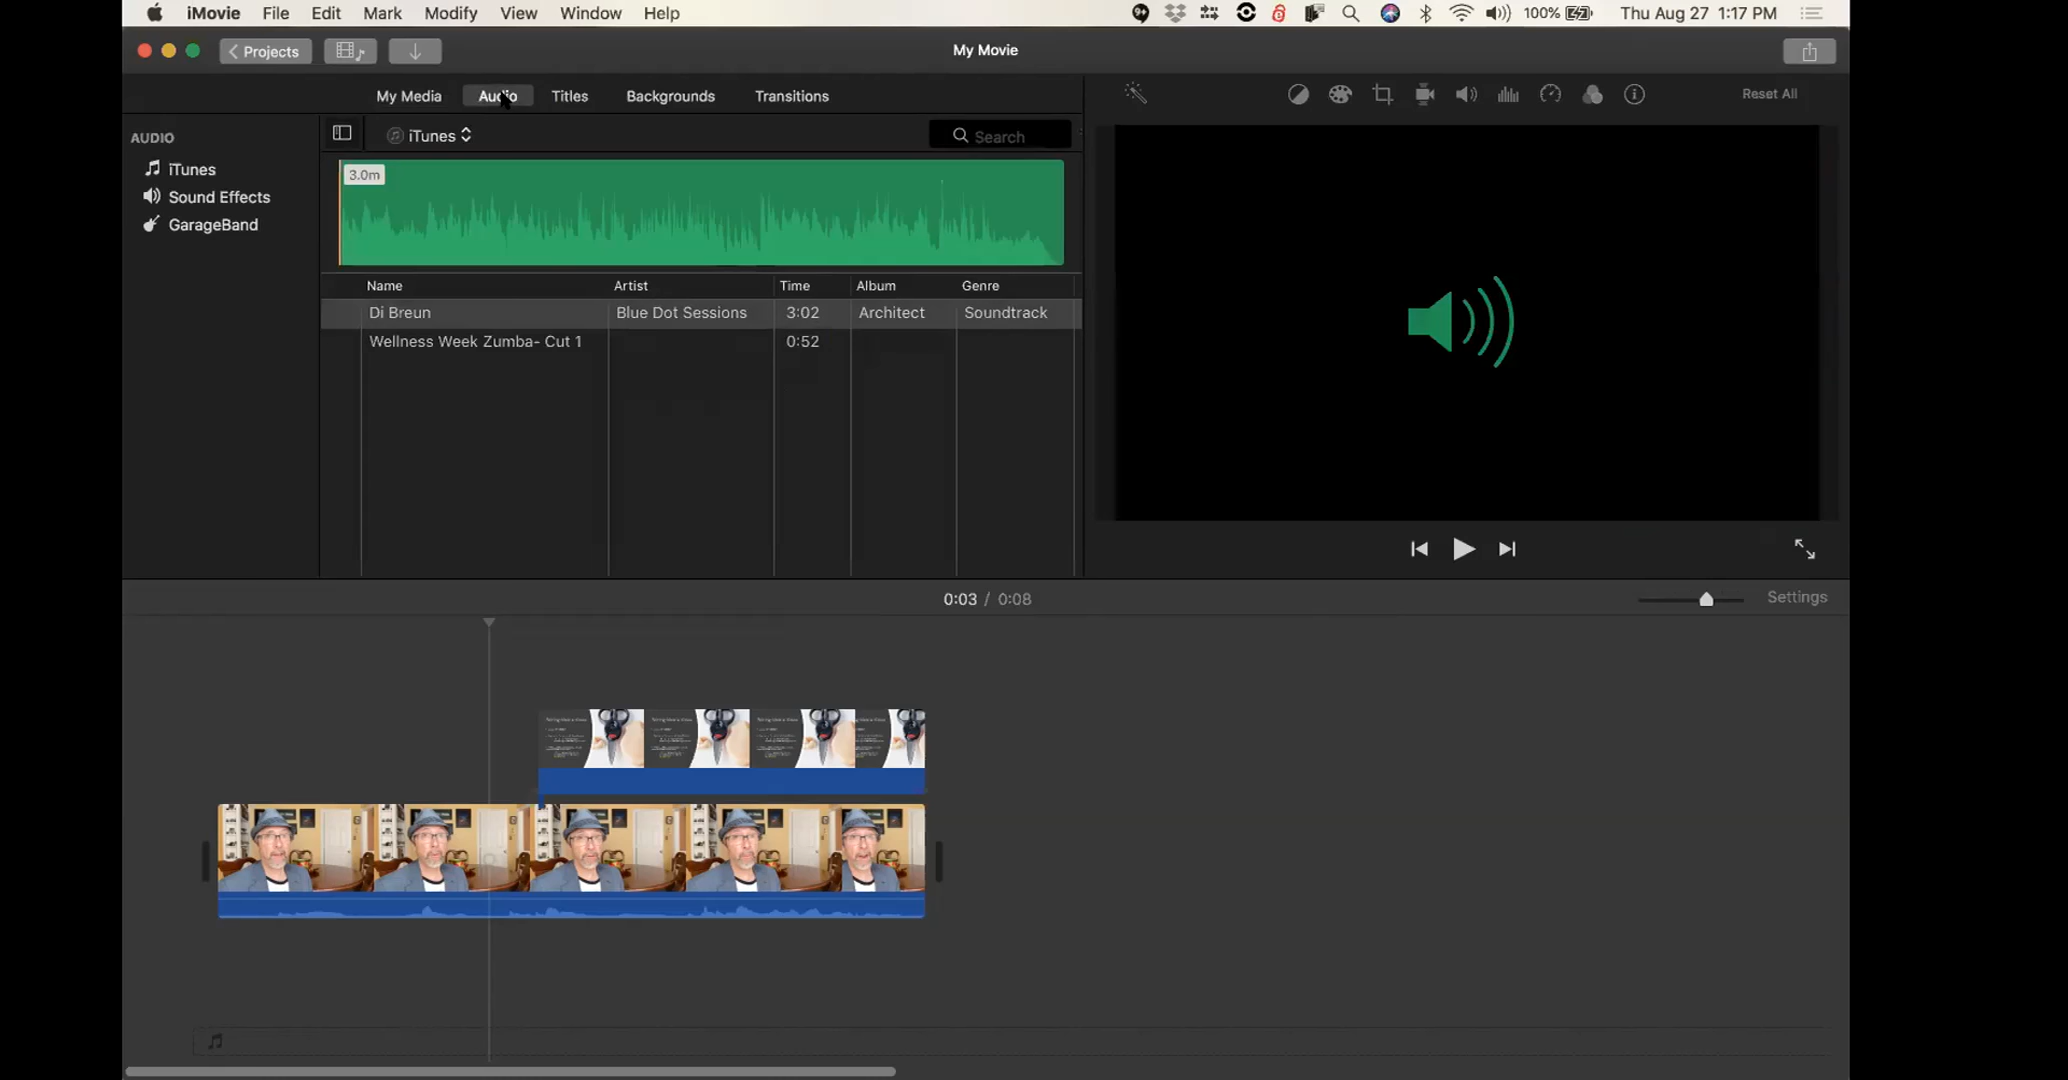 iMovie File Edit Mark Modify View Window Help 100% Thu Aug 27 1:17 PM
Projects My Movie
My Media Audio Titles Backgrounds Transitions Reset All
AUDIO
iTunes
Sound Effects
GarageBand
iTunes Search
3.0m
Name Artist Time Album Genre
Di Breun Blue Dot Sessions 3:02 Architect Soundtrack
Wellness Week Zumba- Cut 1 0:52
0:03 / 0:08 Settings